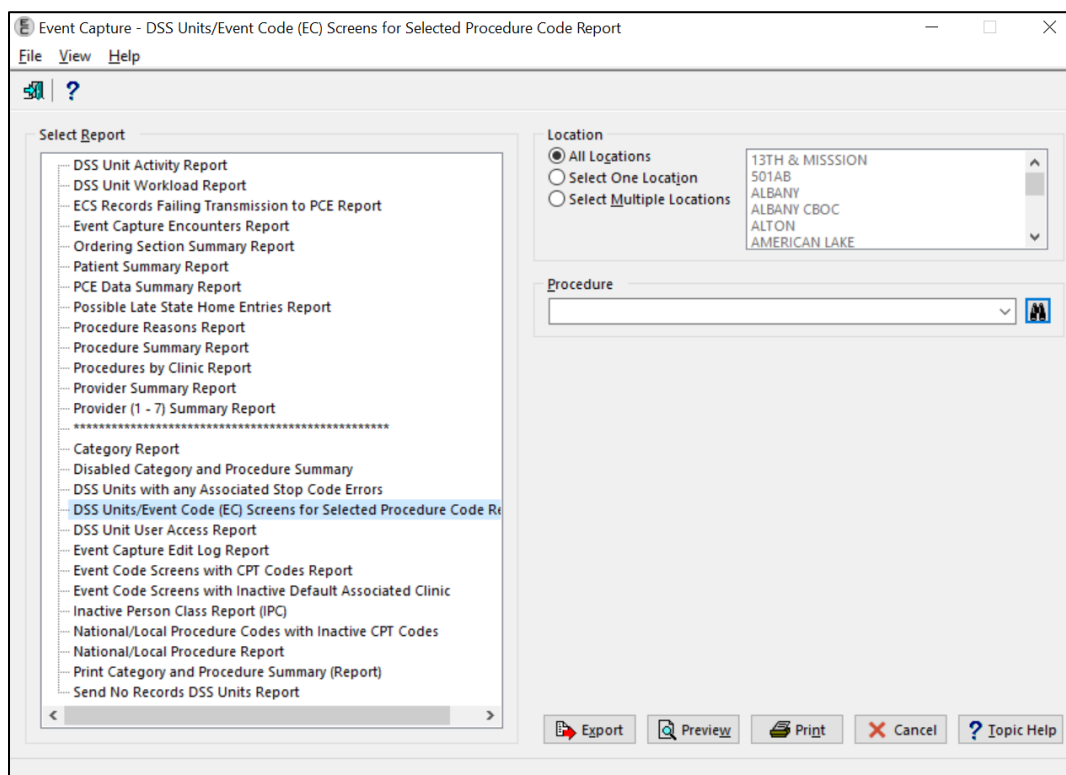 Event Capture - DSS Units/Event Code (EC) Screens for Selected Procedure Code Report
File View Help
Select Report
DSS Unit Activity Report
DSS Unit Workload Report
ECS Records Failing Transmission to PCE Report
Event Capture Encounters Report
Ordering Section Summary Report
Patient Summary Report
PCE Data Summary Report
Possible Late State Home Entries Report
Procedure Reasons Report
Procedure Summary Report
Procedures by Clinic Report
Provider Summary Report
Provider (1 - 7) Summary Report
**************************************************
Category Report
Disabled Category and Procedure Summary
DSS Units with any Associated Stop Code Errors
DSS Units/Event Code (EC) Screens for Selected Procedure Code Re
DSS Unit User Access Report
Event Capture Edit Log Report
Event Code Screens with CPT Codes Report
Event Code Screens with Inactive Default Associated Clinic
Inactive Person Class Report (IPC)
National/Local Procedure Codes with Inactive CPT Codes
National/Local Procedure Report
Print Category and Procedure Summary (Report)
Send No Records DSS Units Report
Location
All Locations
Select One Location
Select Multiple Locations
13TH & MISSSION
501AB
ALBANY
ALBANY CBOC
ALTON
AMERICAN LAKE
Procedure
Export
Preview
Print
Cancel
? Topic Help